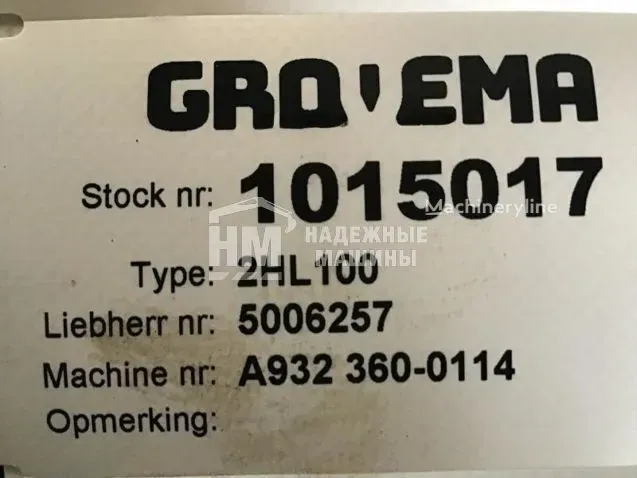 GRO'EMA
Stock nr: 1015017
Machineryline
НМ НАДЕЖНЫЕ
МАШИНЫ
Type: 2HL100
Liebherr nr: 5006257
Machine nr: A932 360-0114
Opmerking: